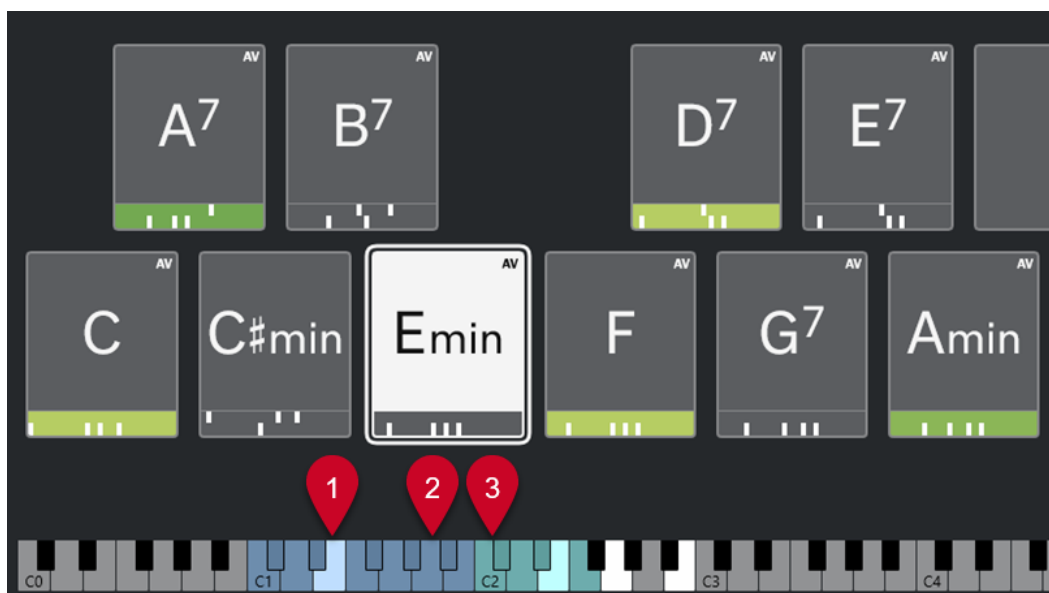 AV AV AV AV
A7 B7 D7 E7
AV AV AV AV AV AV
C C♯min Emin F G7 Amin
1 2 3
C0 C1 C2 C3 C4